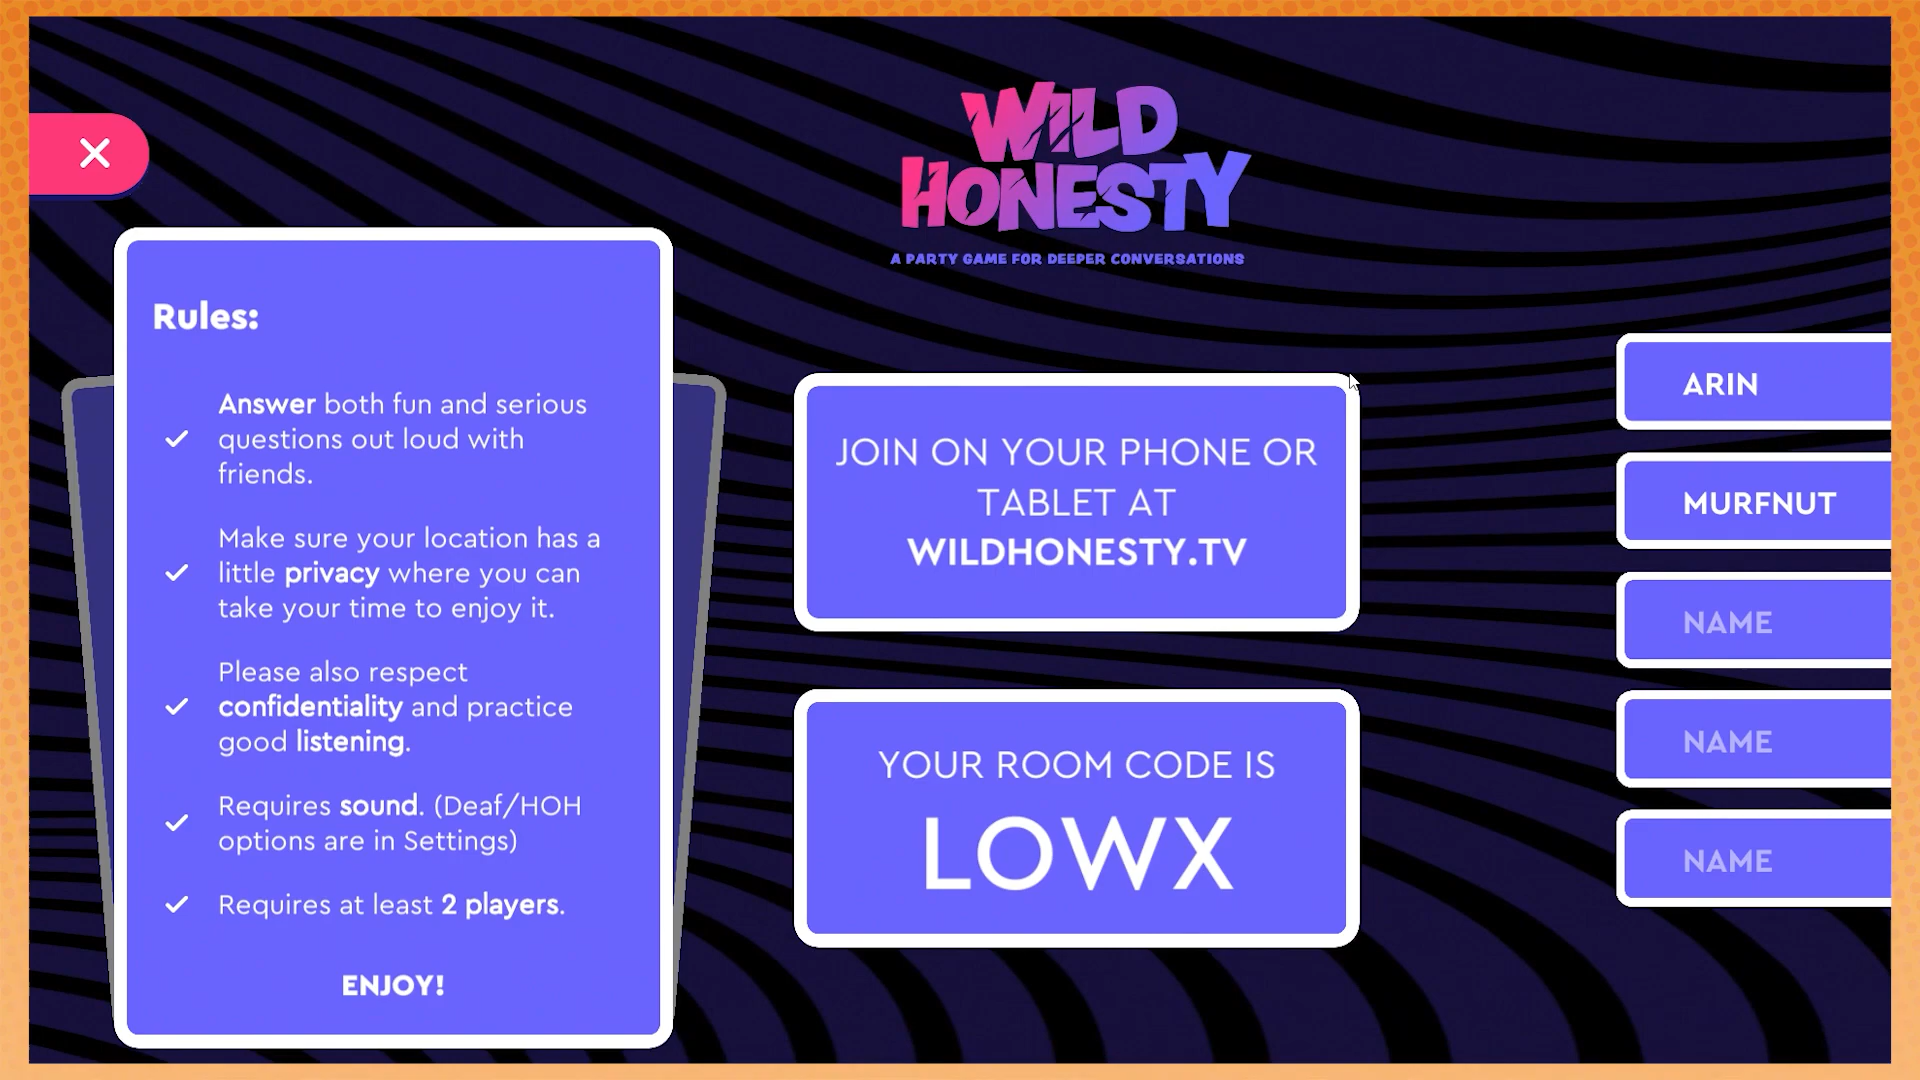 WILD
HONESTY
A PARTY GAME FOR DEEPER CONVERSATIONS
Rules:
Answer both fun and serious
questions out loud with
friends.
Make sure your location has a
little privacy where you can
take your time to enjoy it.
Please also respect
confidentiality and practice
good listening.
Requires sound. (Deaf/HOH
options are in Settings)
Requires at least 2 players.
ENJOY!
JOIN ON YOUR PHONE OR
TABLET AT
WILDHONESTY.TV
YOUR ROOM CODE IS
LOWX
ARIN
MURFNUT
NAME
NAME
NAME